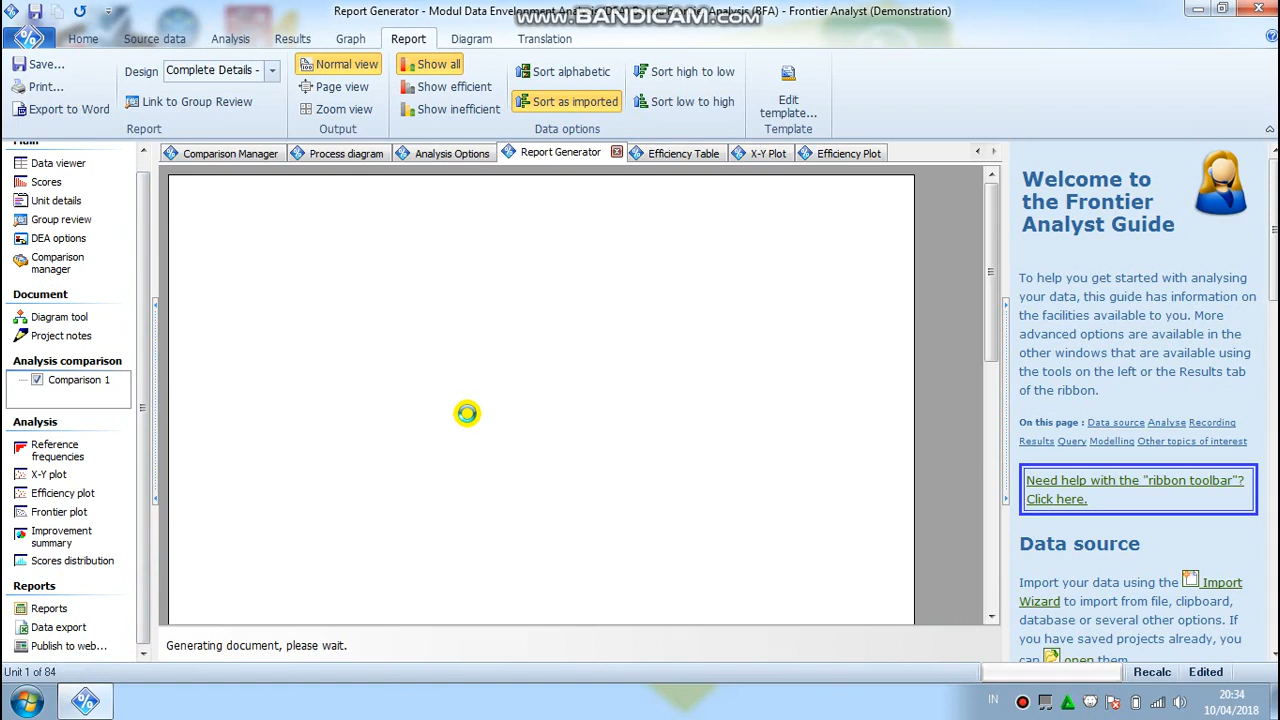 Report Generator - Modul Data Envelopment Analysis (DEA) - Frontier Analyst (Demonstration)
www.BANDICAM.com
Home
Source data
Analysis
Results
Graph
Report
Diagram
Translation
Save...
Print...
Export to Word
Design
Complete Details -
Link to Group Review
Report
Normal view
Page view
Zoom view
Output
Show all
Show efficient
Show inefficient
Sort alphabetic
Sort as imported
Sort high to low
Sort low to high
Data options
Edit
template...
Template
Comparison Manager
Process diagram
Analysis Options
Report Generator
Efficiency Table
X-Y Plot
Efficiency Plot
Main
Data viewer
Scores
Unit details
Group review
DEA options
Comparison
manager
Document
Diagram tool
Project notes
Analysis comparison
Comparison 1
Analysis
Reference
frequencies
X-Y plot
Efficiency plot
Frontier plot
Improvement
summary
Scores distribution
Reports
Reports
Data export
Publish to web...
Generating document, please wait.
Welcome to
the Frontier
Analyst Guide
To help you get started with analysing
your data, this guide has information on
the facilities available to you. More
advanced options are available in the
other windows that are available using
the tools on the left or the Results tab
of the ribbon.
On this page : Data source Analyse Recording
Results Query Modelling Other topics of interest
Need help with the "ribbon toolbar"?
Click here.
Data source
Import your data using the Import
Wizard to import from file, clipboard,
database or several other options. If
you have saved projects already, you
can open them
Unit 1 of 84
Recalc
Edited
IN
20:34
10/04/2018